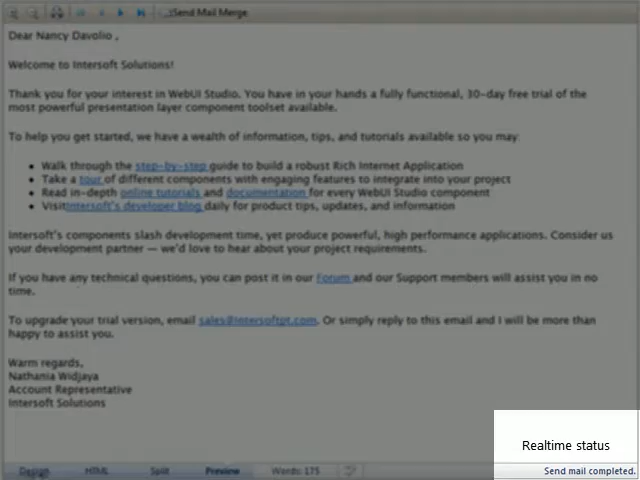 Send Mail Merge
Dear Nancy Davolio ,
Welcome to Intersoft Solutions!
Thank you for your interest in WebUI Studio. You have in your hands a fully functional, 30-day free trial of the
most powerful presentation layer component toolset available.
To help you get started, we have a wealth of information, tips, and tutorials available so you may:
• Walk through the step-by-step guide to build a robust Rich Internet Application
• Take a tour of different components with engaging features to integrate into your project
• Read in-depth online tutorials and documentation for every WebUI Studio component
• VisitIntersoft's developer blog daily for product tips, updates, and information
Intersoft's components slash development time, yet produce powerful, high performance applications. Consider us
your development partner — we'd love to hear about your project requirements.
If you have any technical questions, you can post it in our Forum and our Support members will assist you in no
time.
To upgrade your trial version, email sales@intersoftpt.com. Or simply reply to this email and I will be more than
happy to assist you.
Warm regards,
Nathania Widjaya
Account Representative
Intersoft Solutions
Realtime status
Design HTML Split Preview Words: 175 Send mail completed.